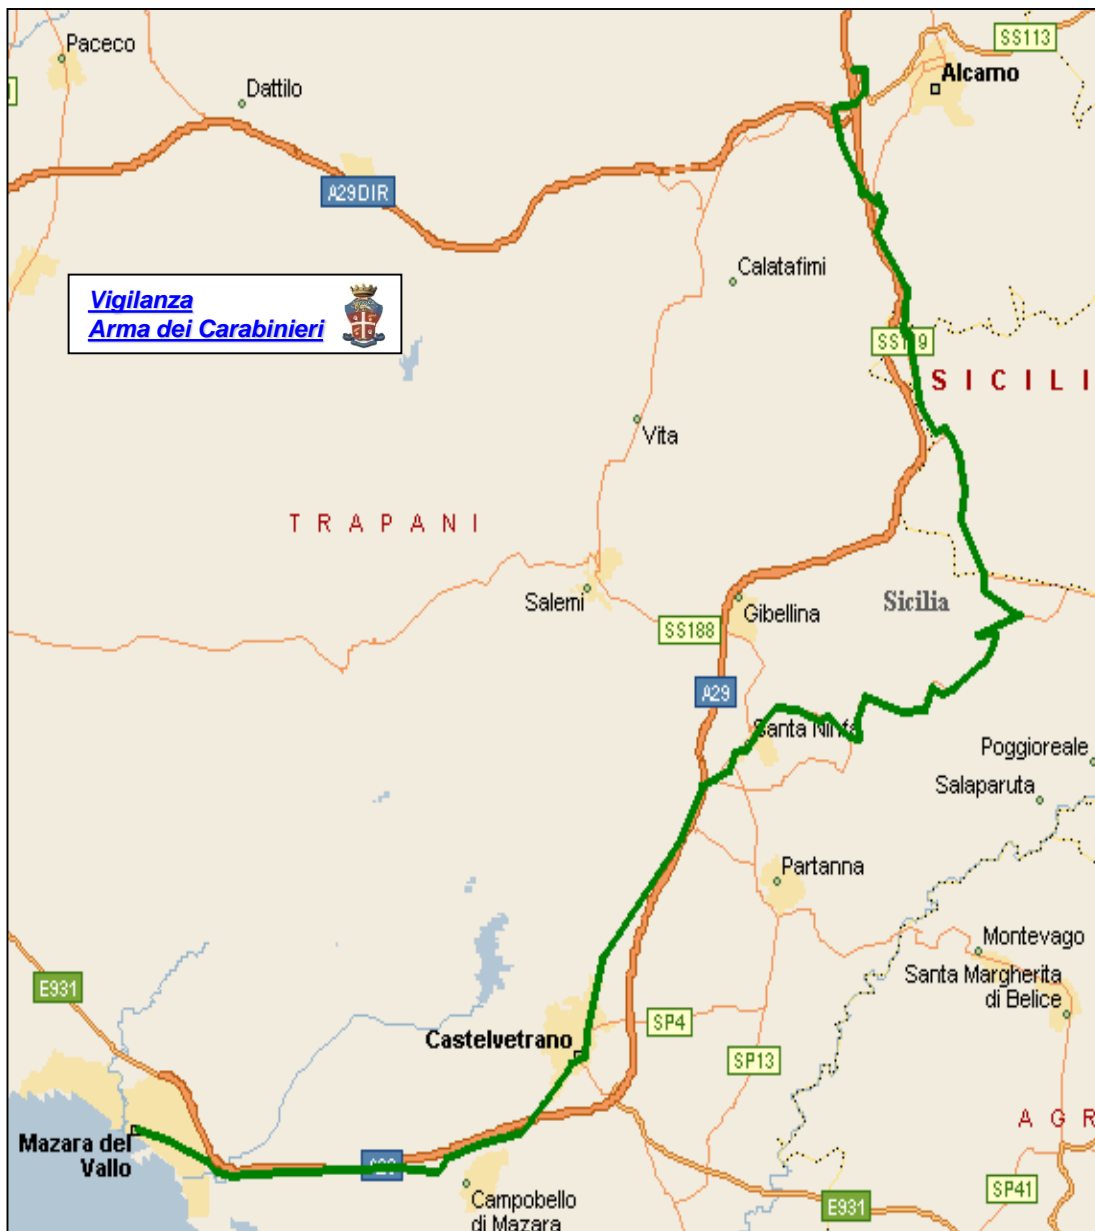 SS113
Paceco
Alcamo
Dattilo
A29DIR
Calatafimi
Vigilanza
Arma dei Carabinieri
SICILI
Vita
TRAPANI
Salemi
Sicilia
Gibellina
SS188
A29
Santa Ninfa
Poggioreale
Salaparuta
Partanna
Montevago
Santa Margherita
di Belice
E931
SP4
Castelvetrano
SP13
AGR
Mazara del
Vallo
Campobello
di Mazara
SP41
E931